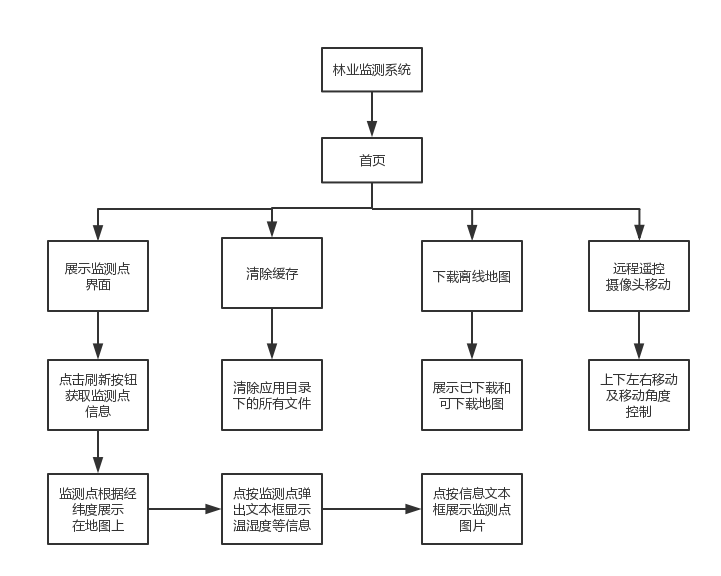 林业监测系统
首页
展示监测点
界面
清除缓存
下载离线地图
远程遥控
摄像头移动
点击刷新按钮
获取监测点
信息
清除应用目录
下的所有文件
展示已下载和
可下载地图
上下左右移动
及移动角度
控制
监测点根据经
纬度展示
在地图上
点按监测点弹
出文本框显示
温湿度等信息
点按信息文本
框展示监测点
图片